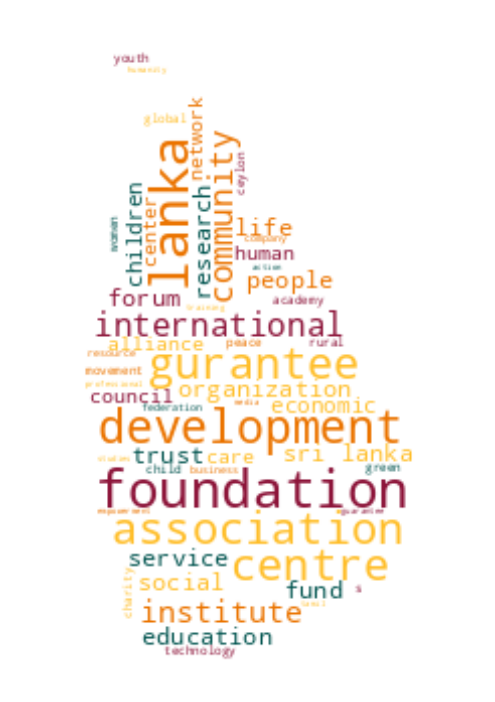 youth
humanity
global
network
lanka
community
ceylon
children
center
research
women
life
company
human
action
people
forum
academy
training
international
alliance
peace
rural
resource
gurantee
movement
professional
organization
council
federation
media
economic
development
trust
care
sri lanka
studies
child
business
green
foundation
empowerment
guarantee
association
service
centre
social
charity
fund
s
tamil
institute
education
technology